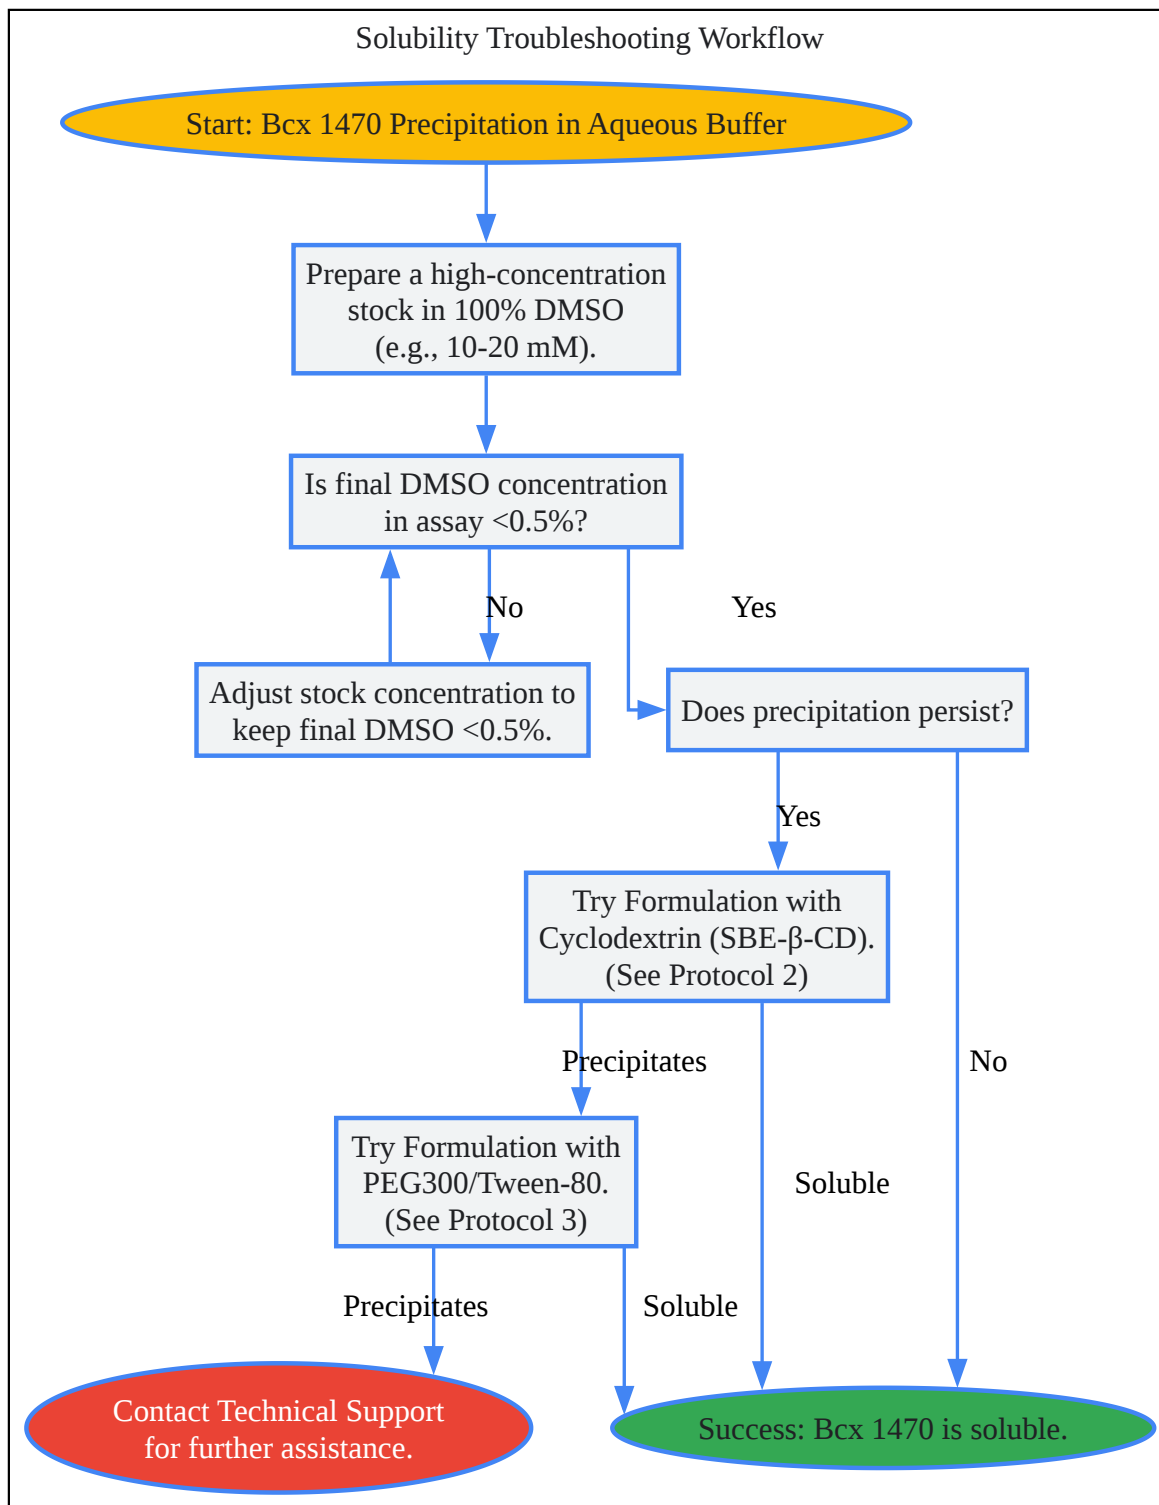 Solubility Troubleshooting Workflow
Start: Bcx 1470 Precipitation in Aqueous Buffer
Prepare a high-concentration
stock in 100% DMSO
(e.g., 10-20 mM).
Is final DMSO concentration
in assay <0.5%?
No
Yes
Adjust stock concentration to
keep final DMSO <0.5%.
Does precipitation persist?
Yes
Try Formulation with
Cyclodextrin (SBE-β-CD).
(See Protocol 2)
Precipitates
No
Try Formulation with
PEG300/Tween-80.
(See Protocol 3)
Soluble
Precipitates
Soluble
Contact Technical Support
for further assistance.
Success: Bcx 1470 is soluble.